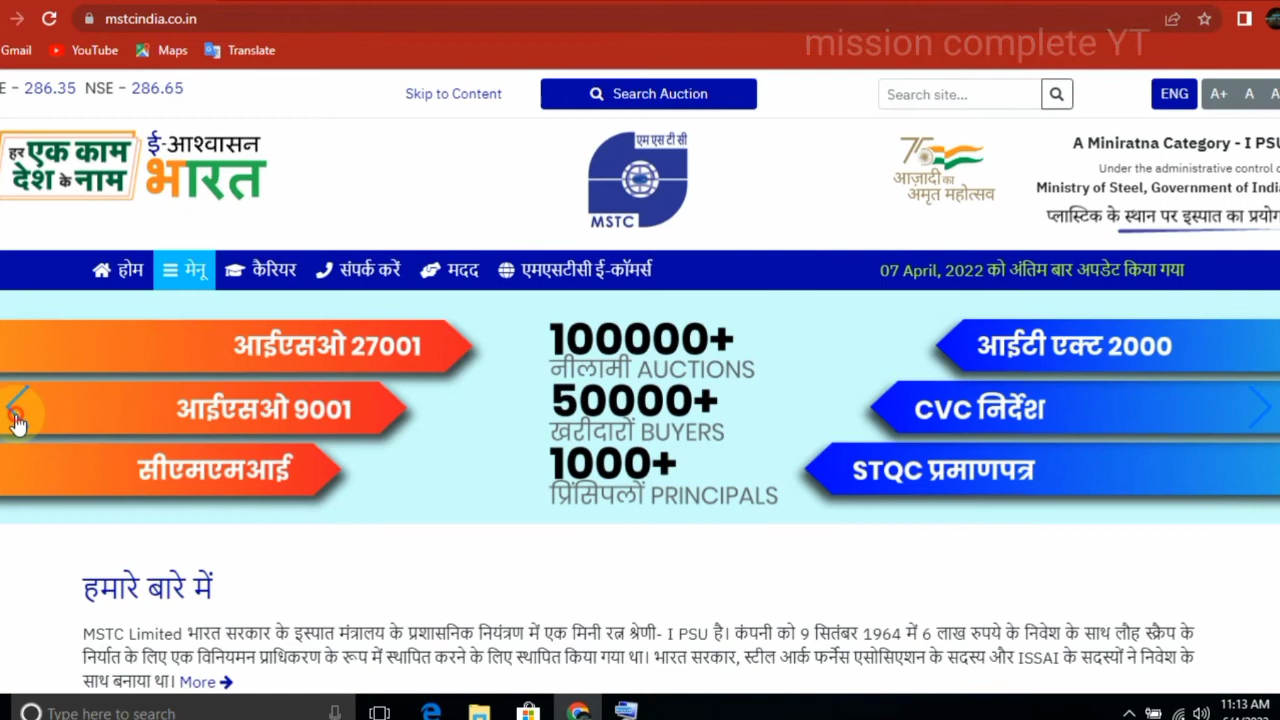 mstcindia.co.in
mission complete YT
Gmail YouTube Maps Translate
E - 286.35 NSE - 286.65 Skip to Content Search Auction Search site... ENG A+ A A
हर एक काम देश के नाम
ई-आश्वासन
भारत
एम एस टी सी
MSTC
75
आज़ादी का
अमृत महोत्सव
A Miniratna Category - I PSU
Under the administrative control o
Ministry of Steel, Government of India
प्लास्टिक के स्थान पर इस्पात का प्रयोग
होम मेनू कैरियर संपर्क करें मदद एमएसटीसी ई-कॉमर्स 07 April, 2022 को अंतिम बार अपडेट किया गया
आईएसओ 27001
आईएसओ 9001
सीएमएमआई
100000+
नीलामी AUCTIONS
50000+
खरीदारों BUYERS
1000+
प्रिंसिपलों PRINCIPALS
आईटी एक्ट 2000
CVC निर्देश
STQC प्रमाणपत्र
हमारे बारे में
MSTC Limited भारत सरकार के इस्पात मंत्रालय के प्रशासनिक नियंत्रण में एक मिनी रत्न श्रेणी- I PSU है। कंपनी को 9 सितंबर 1964 में 6 लाख रुपये के निवेश के साथ लौह स्क्रैप के
निर्यात के लिए एक विनियमन प्राधिकरण के रूप में स्थापित करने के लिए स्थापित किया गया था। भारत सरकार, स्टील आर्क फर्नेस एसोसिएशन के सदस्य और ISSAI के सदस्यों ने निवेश के
साथ बनाया था। More
Type here to search
11:13 AM